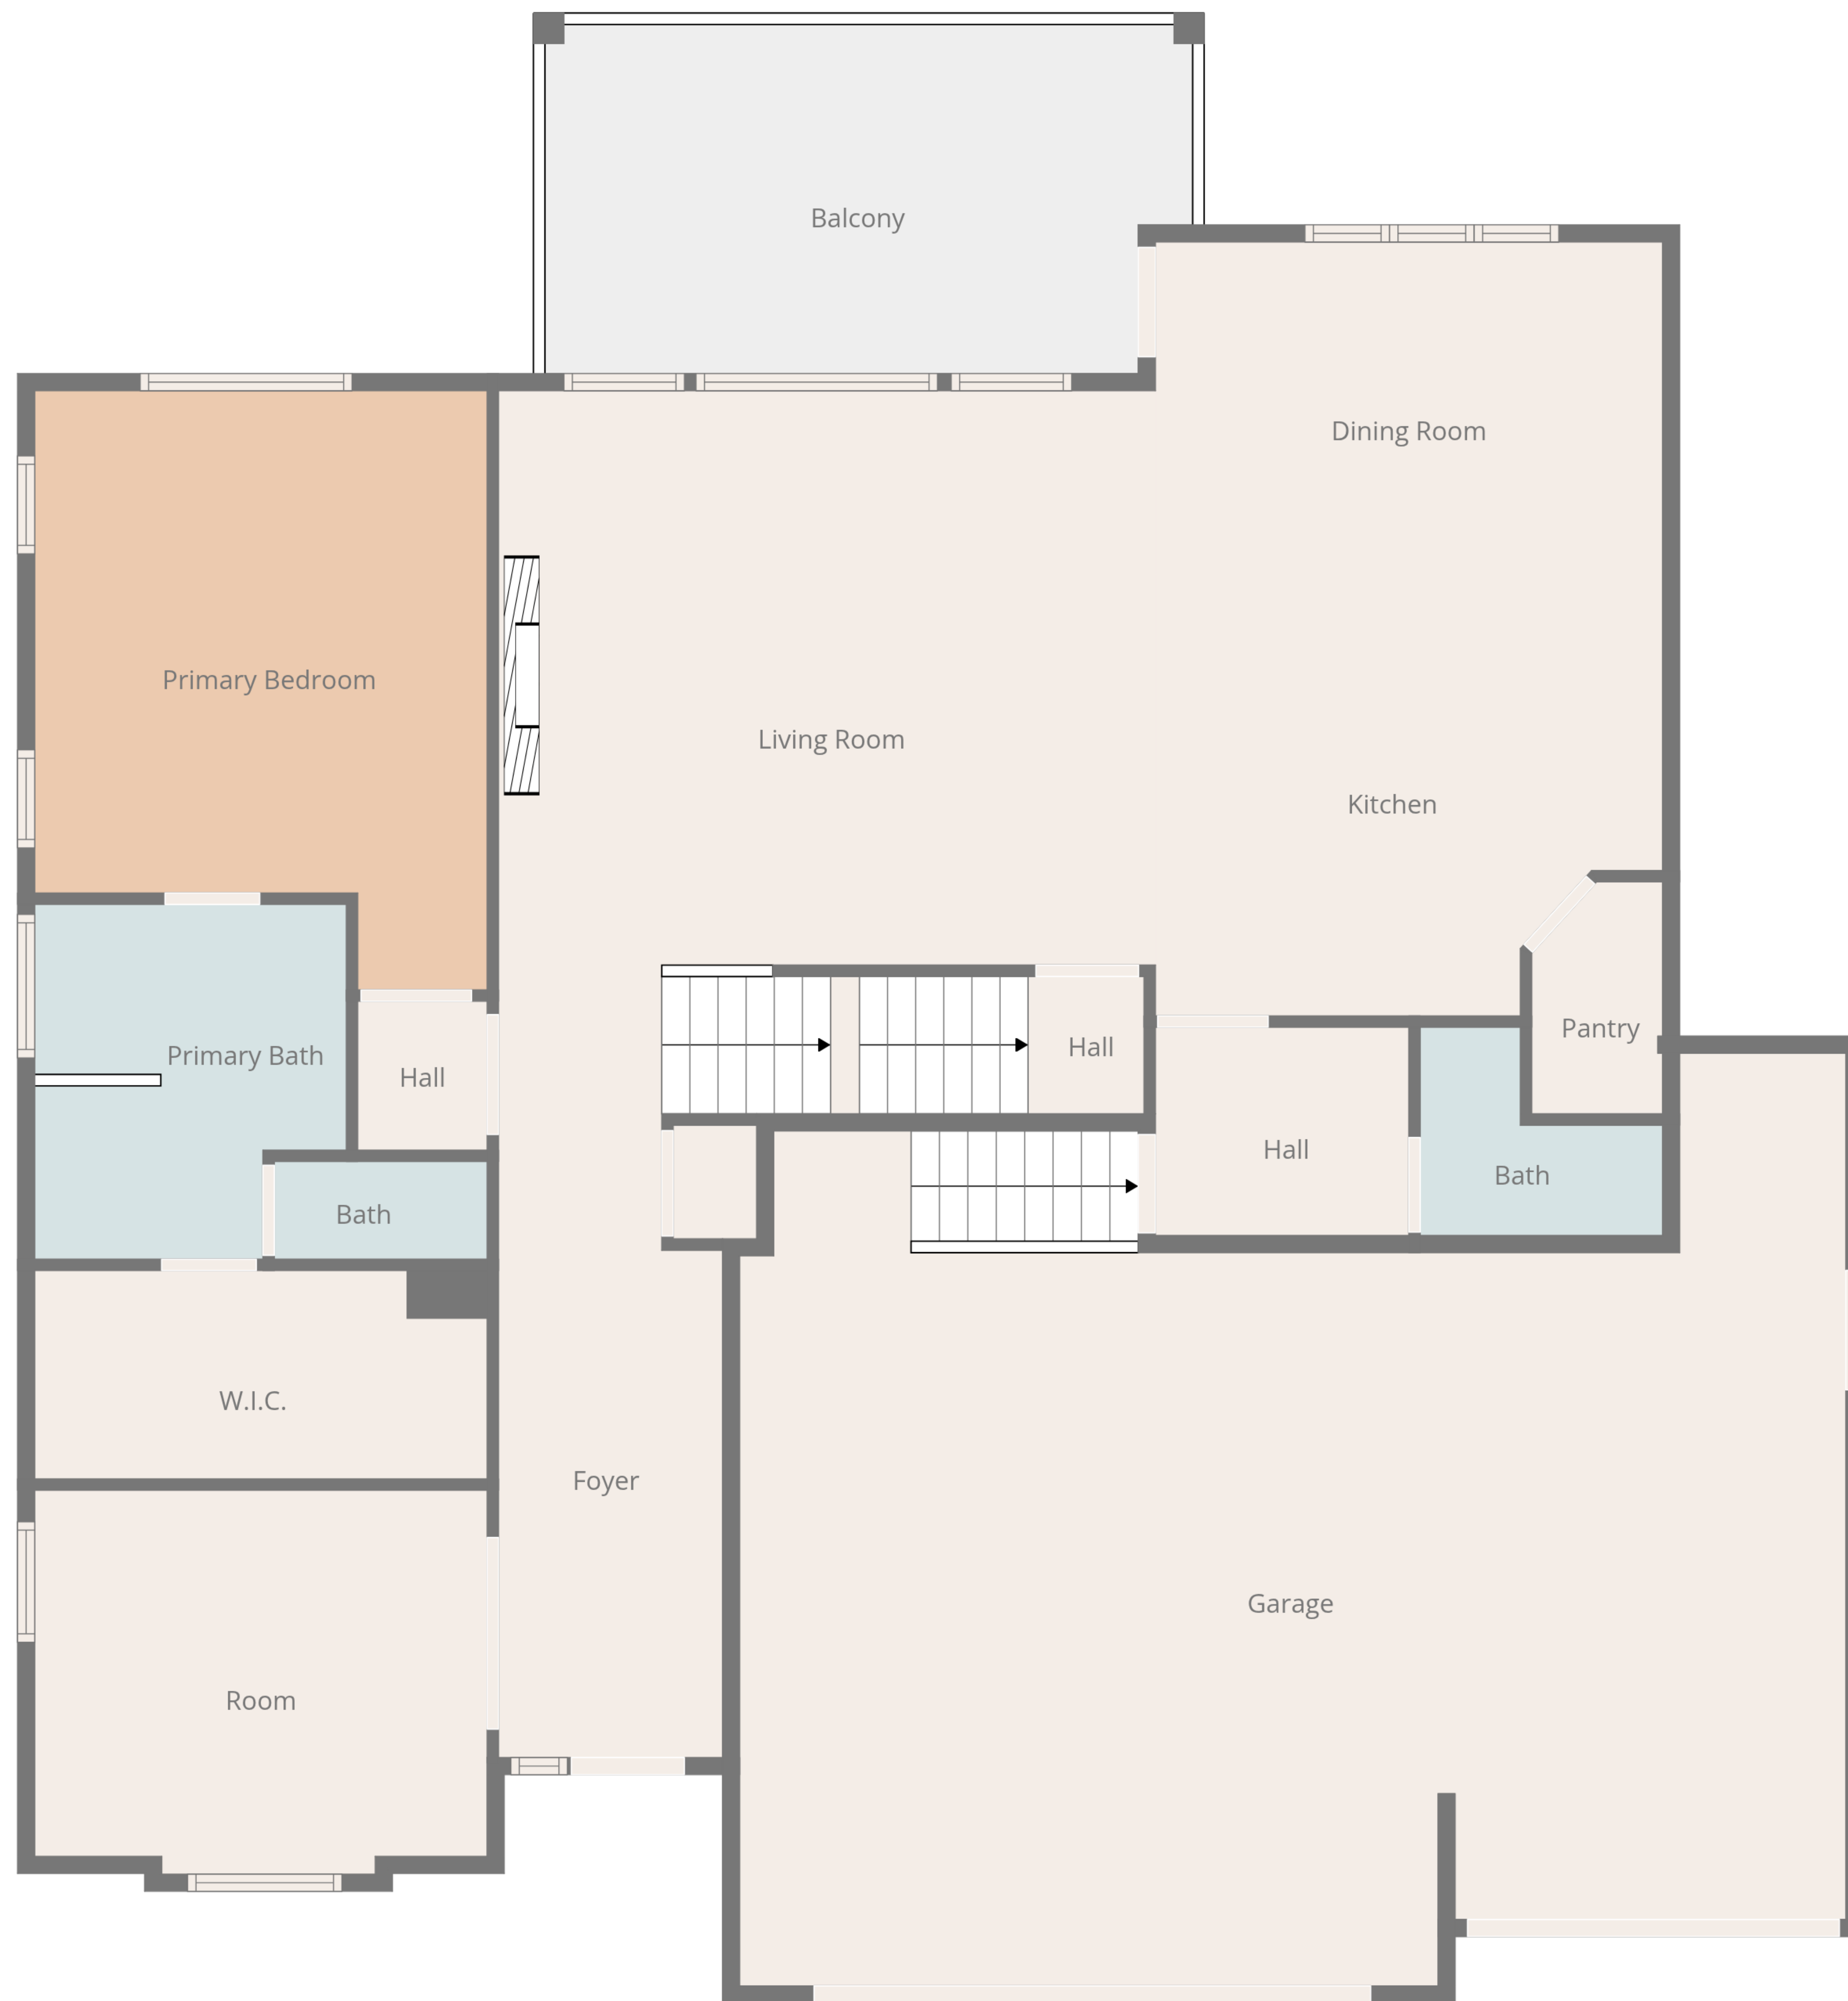 Balcony
Dining Room
Primary Bedroom
Living Room
Kitchen
Pantry
Primary Bath
Hall
Hall
Hall
Bath
Bath
W.I.C.
Foyer
Garage
Room